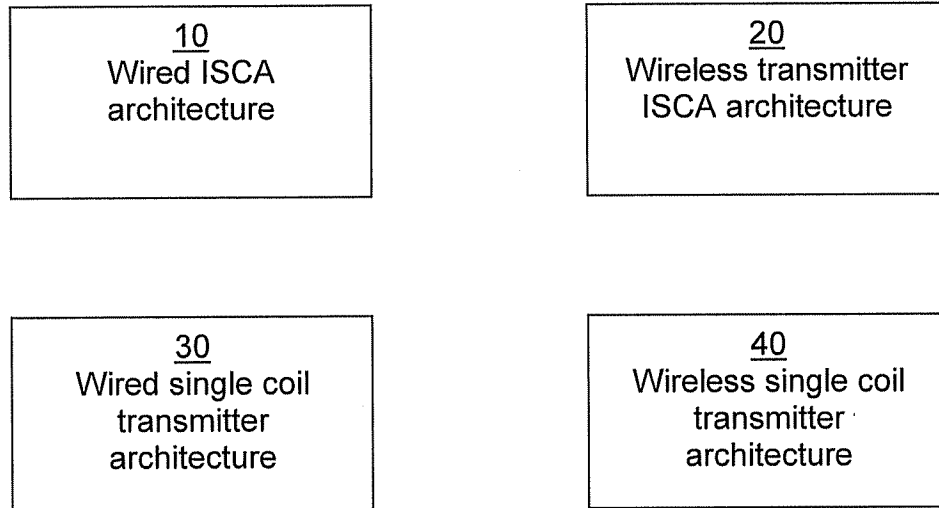 10
Wired ISCA
architecture
20
Wireless transmitter
ISCA architecture
30
Wired single coil
transmitter
architecture
40
Wireless single coil
transmitter
architecture